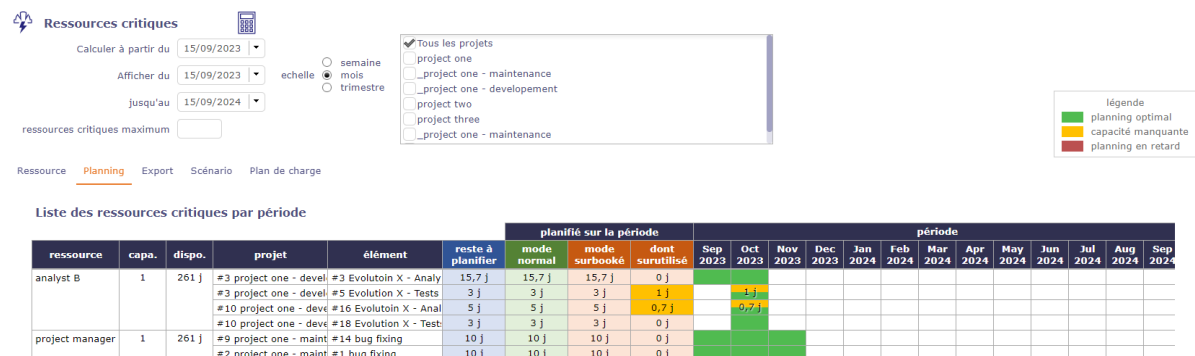 Ressources critiques
Calculer à partir du 15/09/2023
Afficher du 15/09/2023
jusqu'au 15/09/2024
ressources critiques maximum
echelle
semaine
mois
trimestre
Tous les projets
project one
_project one - maintenance
_project one - developement
project two
project three
_project one - maintenance
légende
planning optimal
capacité manquante
planning en retard
Ressource Planning Export Scénario Plan de charge
Liste des ressources critiques par période
planifié sur la période période
ressource capa. dispo. projet élément reste à planifier mode normal mode surbooké dont surutilisé Sep 2023 Oct 2023 Nov 2023 Dec 2023 Jan 2024 Feb 2024 Mar 2024 Apr 2024 May 2024 Jun 2024 Jul 2024 Aug 2024 Sep 2024
analyst B 1 261 j #3 project one - devel #3 Evolutoin X - Analy 15,7 j 15,7 j 15,7 j 0 j
#3 project one - devel #5 Evolution X - Tests 3 j 3 j 3 j 1 j 1 j
#10 project one - deve #16 Evolutoin X - Anal 5 j 5 j 5 j 0,7 j 0,7 j
#10 project one - deve #18 Evolution X - Test 3 j 3 j 3 j 0 j
project manager 1 261 j #9 project one - maint #14 bug fixing 10 j 10 j 10 j 0 j
#2 project one - maint #1 bug fixing 10 j 10 j 10 j 0 j